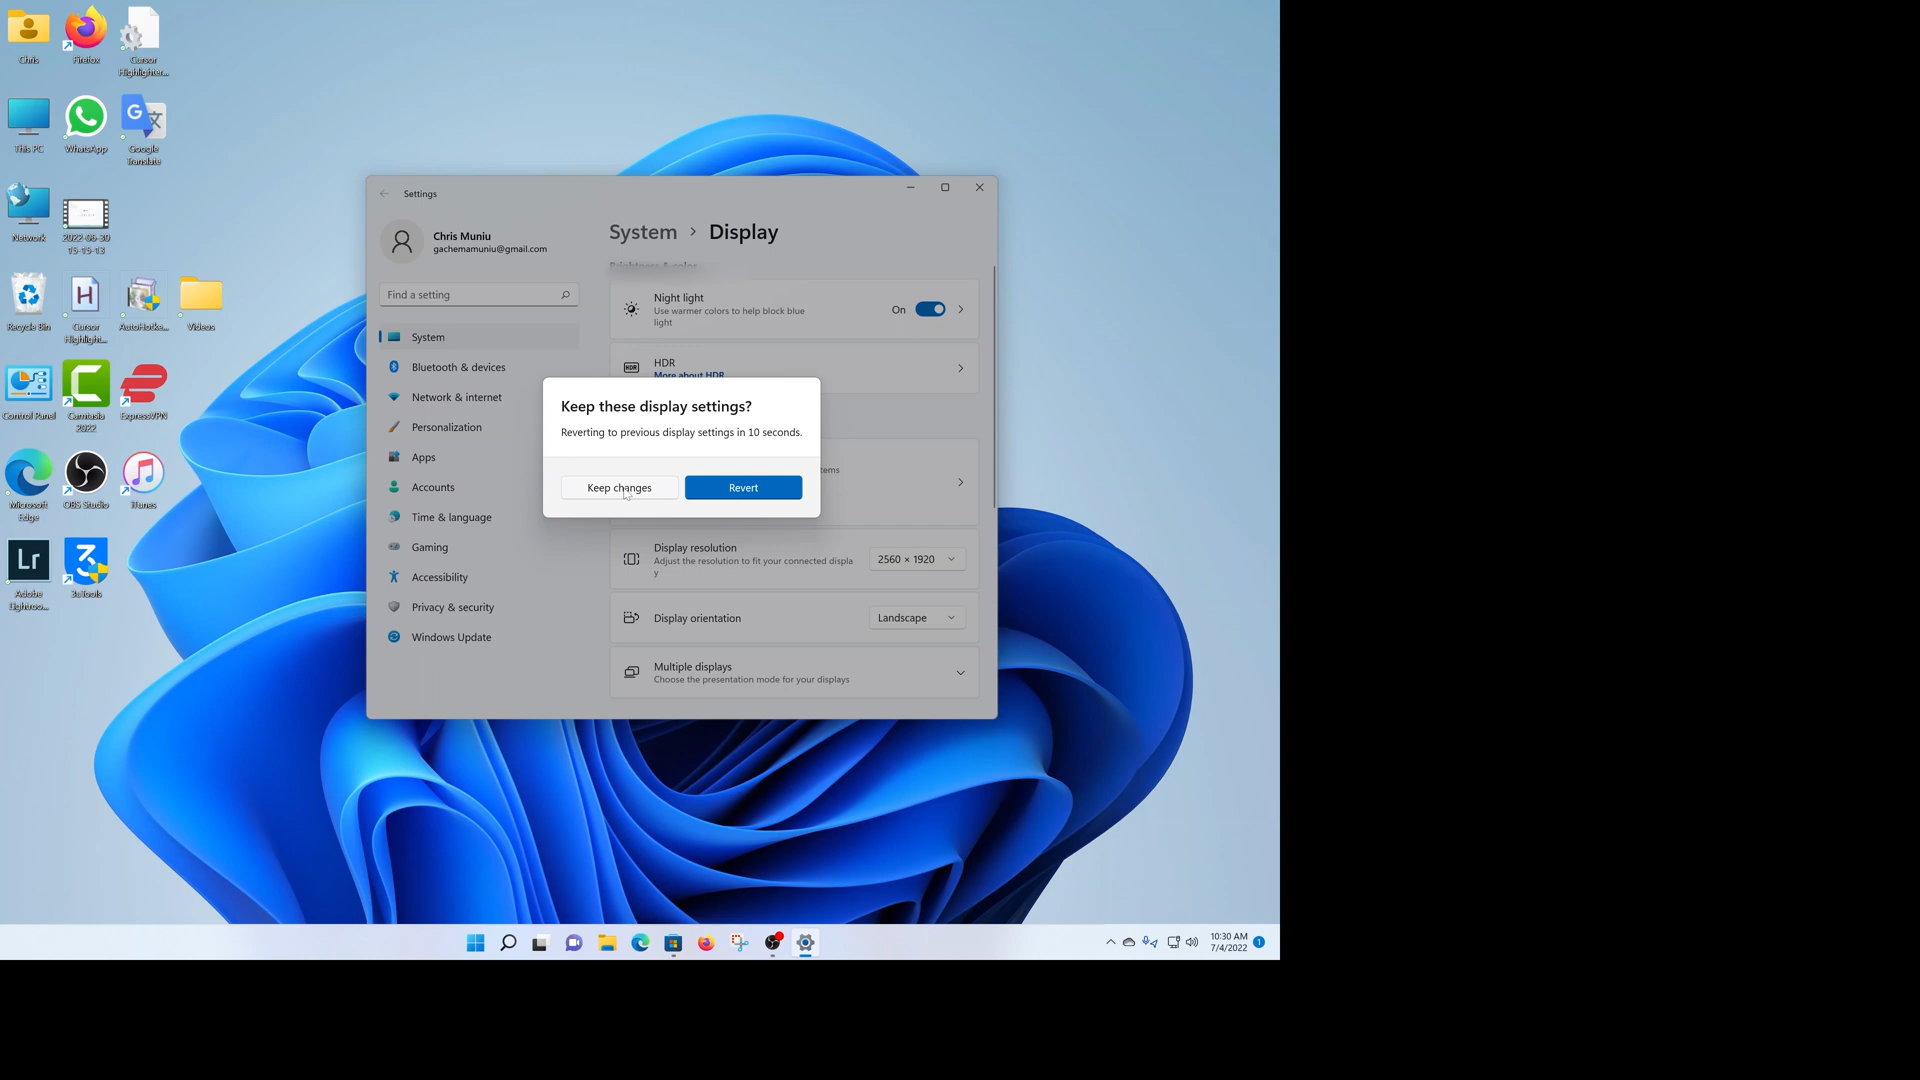 Chris
Firefox
Cursor
Highlighter...
This PC
WhatsApp
Google
Translate
Network
2022-06-30
15-15-13
Recycle Bin
Cursor
Highlight...
AutoHotke...
Videos
Control Panel
Camtasia
2022
ExpressVPN
Microsoft
Edge
OBS Studio
iTunes
Lr
Adobe
Lightroo...
3uTools
Settings
Chris Muniu
gachemamuniu@gmail.com
Find a setting
System
Bluetooth & devices
Network & internet
Personalization
Apps
Accounts
Time & language
Gaming
Accessibility
Privacy & security
Windows Update
System > Display
Brightness & color
Night light
Use warmer colors to help block blue
light
On
HDR
HDR
More about HDR
Keep these display settings?
Reverting to previous display settings in 10 seconds.
Keep changes
Revert
Display resolution
Adjust the resolution to fit your connected displa
y
2560 × 1920
Display orientation
Landscape
Multiple displays
Choose the presentation mode for your displays
10:30 AM
7/4/2022
1